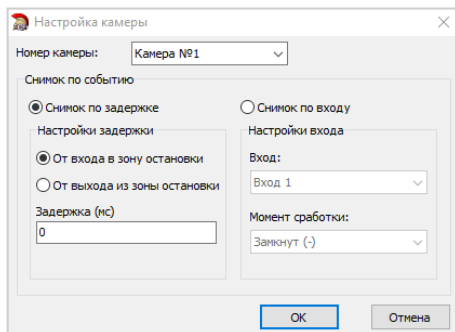 Настройка камеры
Номер камеры: Камера №1
Снимок по событию
Снимок по задержке Снимок по входу
Настройки задержки Настройки входа
От входа в зону остановки Вход:
От выхода из зоны остановки Вход 1
Задержка (мс) Момент сработки:
0 Замкнут (-)
OK Отмена